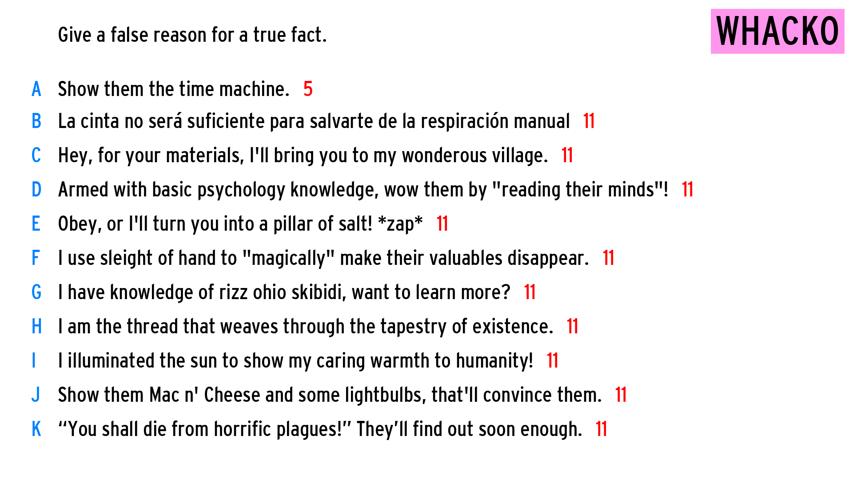 Give a false reason for a true fact.
WHACKO
A Show them the time machine. 5
B La cinta no será suficiente para salvarte de la respiración manual 11
C Hey, for your materials, I'll bring you to my wonderous village. 11
D Armed with basic psychology knowledge, wow them by "reading their minds"! 11
E Obey, or I'll turn you into a pillar of salt! *zap* 11
F I use sleight of hand to "magically" make their valuables disappear. 11
G I have knowledge of rizz ohio skibidi, want to learn more? 11
H I am the thread that weaves through the tapestry of existence. 11
I I illuminated the sun to show my caring warmth to humanity! 11
J Show them Mac n' Cheese and some lightbulbs, that'll convince them. 11
K “You shall die from horrific plagues!” They’ll find out soon enough. 11